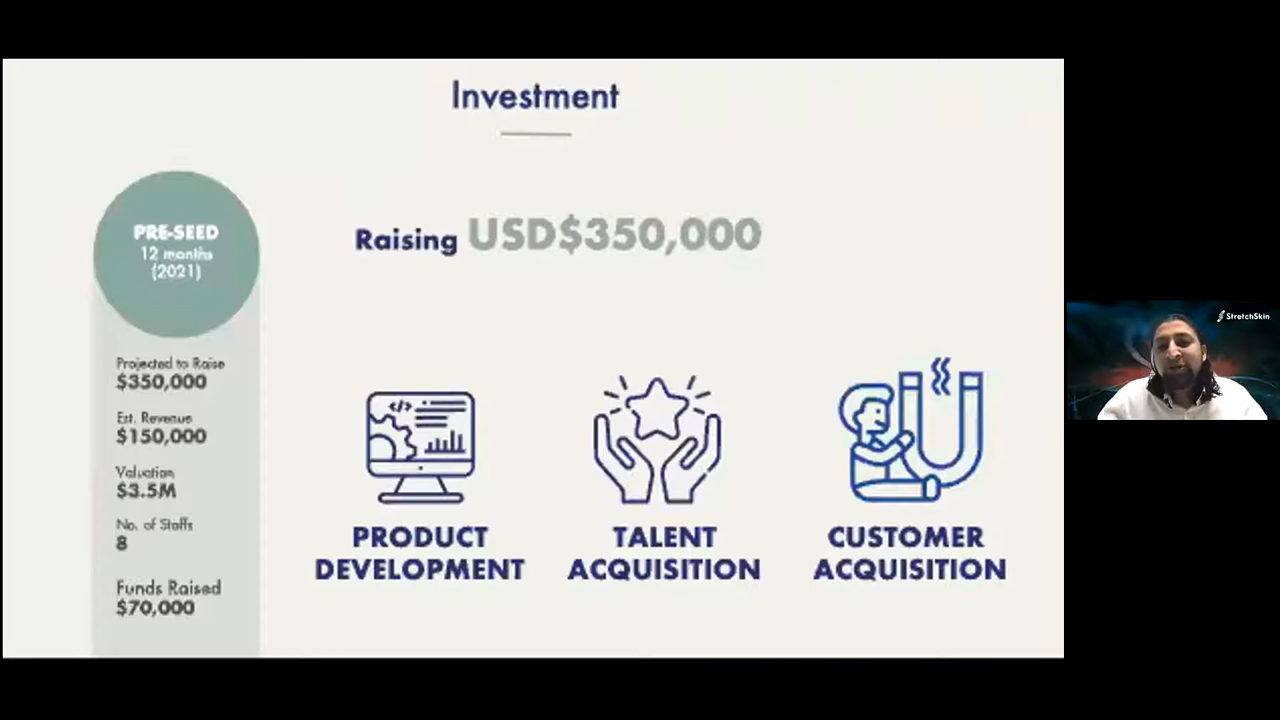 Investment
PRE-SEED
12 months
(2021)
Raising USD$350,000
Projected to Raise
$350,000
Est. Revenue
$150,000
Valuation
$3.5M
No. of Staffs
8
Funds Raised
$70,000
</>
PRODUCT
DEVELOPMENT
TALENT
ACQUISITION
CUSTOMER
ACQUISITION
StretchSkin